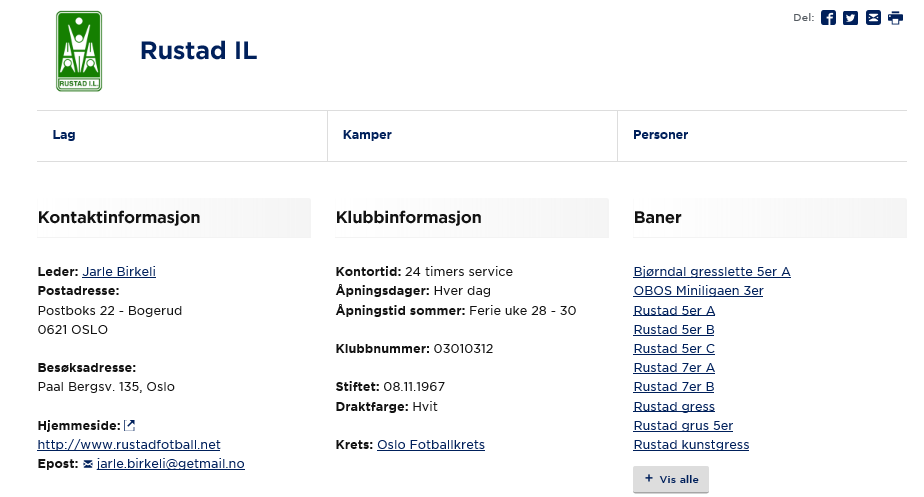 Del:
RUSTAD I.L.
Rustad IL
Lag
Kamper
Personer
Kontaktinformasjon
Leder: Jarle Birkeli
Postadresse:
Postboks 22 - Bogerud
0621 OSLO
Besøksadresse:
Paal Bergsv. 135, Oslo
Hjemmeside:
http://www.rustadfotball.net
Epost: jarle.birkeli@getmail.no
Klubbinformasjon
Kontortid: 24 timers service
Åpningsdager: Hver dag
Åpningstid sommer: Ferie uke 28 - 30
Klubbnummer: 03010312
Stiftet: 08.11.1967
Draktfarge: Hvit
Krets: Oslo Fotballkrets
Baner
Bjørndal gresslette 5er A
OBOS Miniligaen 3er
Rustad 5er A
Rustad 5er B
Rustad 5er C
Rustad 7er A
Rustad 7er B
Rustad gress
Rustad grus 5er
Rustad kunstgress
+ Vis alle